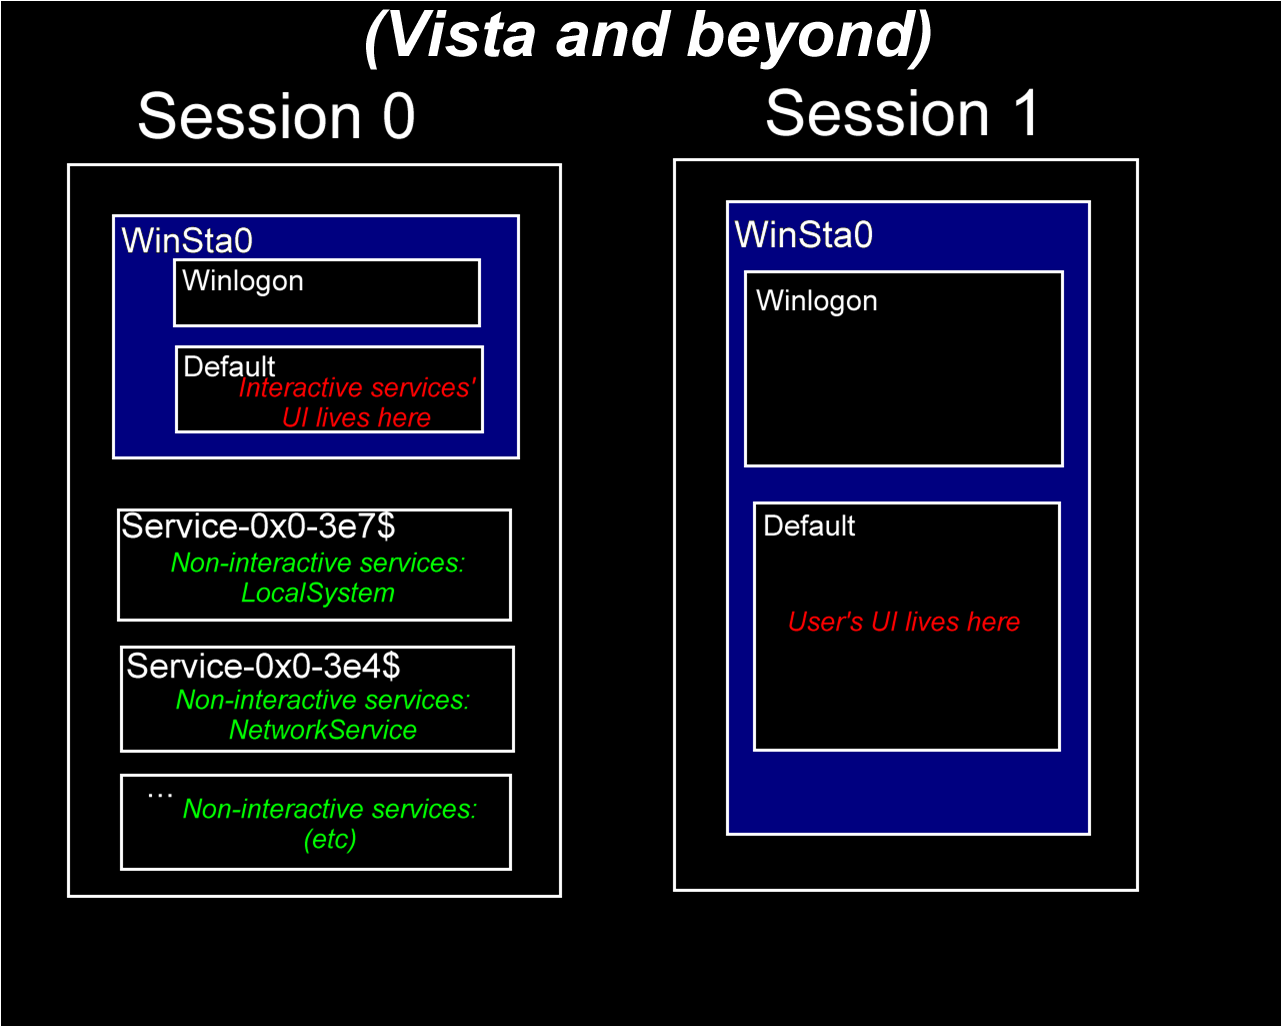 (Vista and beyond)
Session 0
WinSta0
Winlogon
Default
Interactive services'
UI lives here
Service-0x0-3e7$
Non-interactive services:
LocalSystem
Service-0x0-3e4$
Non-interactive services:
NetworkService
...
Non-interactive services:
(etc)
Session 1
WinSta0
Winlogon
Default
User's UI lives here